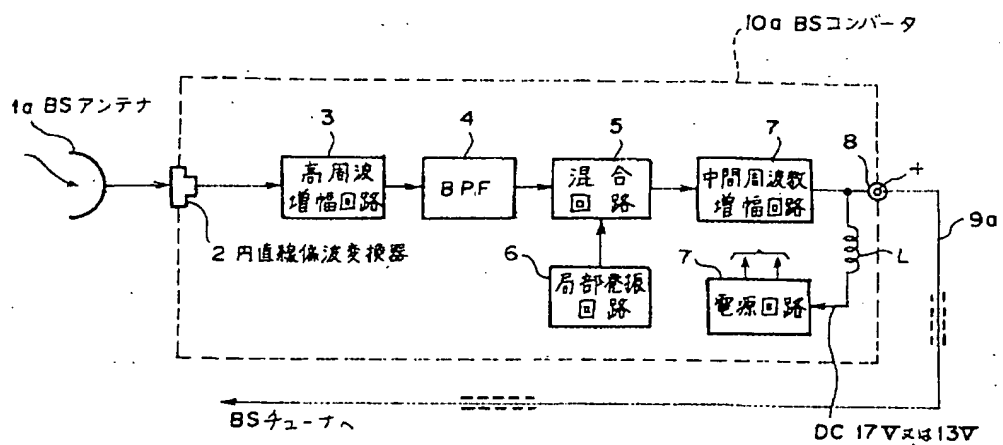 10a BSコンバータ
1a BSアンテナ
3
4
5
7
8
+
高周波
増幅回路
B P.F
混合
回路
中間周波数
増幅回路
9a
2 円直線偏波変換器
6
局部発振
回路
7
電源回路
L
BSチューナへ
DC 17V又は13V